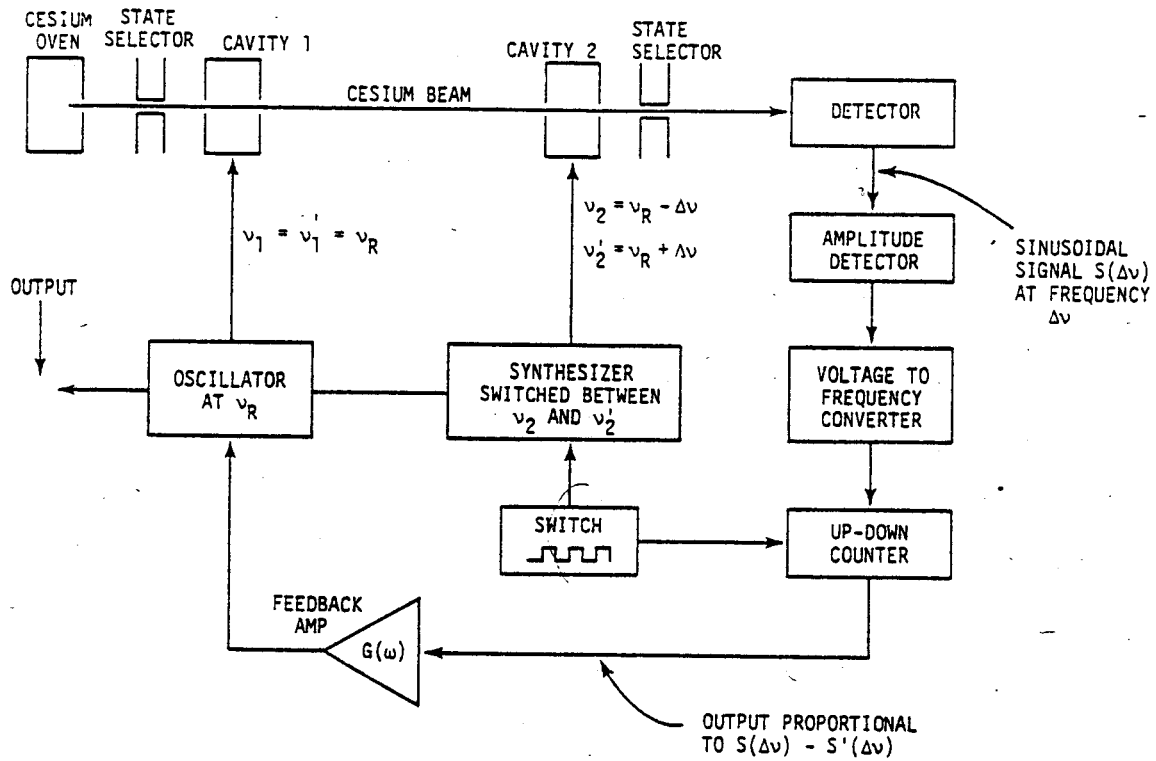 CESIUM
OVEN
STATE
SELECTOR
CAVITY 1
CAVITY 2
STATE
SELECTOR
CESIUM BEAM
DETECTOR
ν1 = ν1' = νR
ν2 = νR - Δν
ν2' = νR + Δν
AMPLITUDE
DETECTOR
SINUSOIDAL
SIGNAL S(Δν)
AT FREQUENCY
Δν
OUTPUT
OSCILLATOR
AT νR
SYNTHESIZER
SWITCHED BETWEEN
ν2 AND ν2'
VOLTAGE TO
FREQUENCY
CONVERTER
SWITCH
UP-DOWN
COUNTER
FEEDBACK
AMP
G(ω)
OUTPUT PROPORTIONAL
TO S(Δν) - S'(Δν)